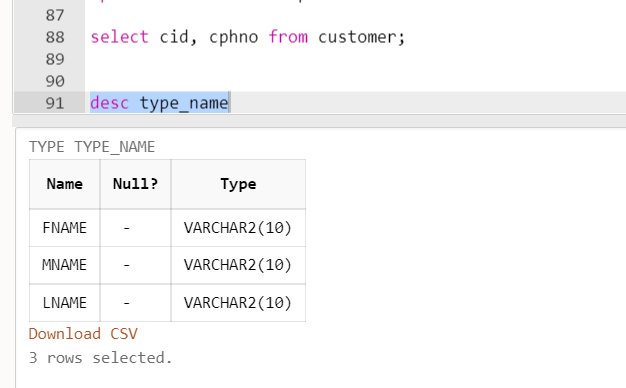 87
88 select cid, cphno from customer;
89
90
91 desc type_name
TYPE TYPE_NAME
Name Null? Type
FNAME - VARCHAR2(10)
MNAME - VARCHAR2(10)
LNAME - VARCHAR2(10)
Download CSV
3 rows selected.